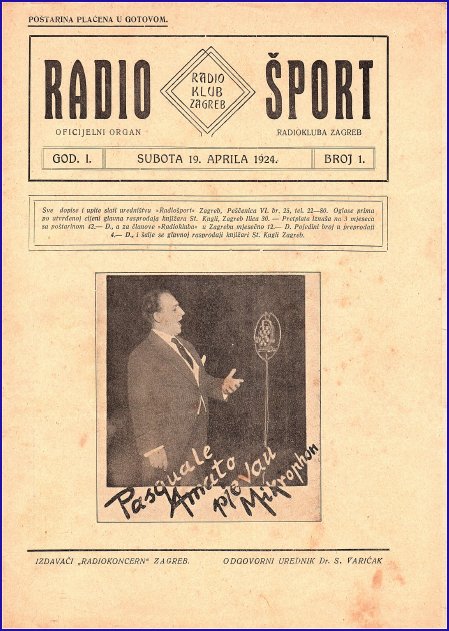 POŠTARINA PLAĆENA U GOTOVOM.
RADIO ŠPORT
RADIO
KLUB
ZAGREB
OFICIJELNI ORGAN RADIOKLUBA ZAGREB
GOD. I. SUBOTA 19. APRILA 1924. BROJ 1.
Sve dopise i upite slati uredništvu »Radiošport« Zagreb, Peščenica VI. br. 25, tel. 22—80. Oglase prima
po utvrđenoj cijeni glavna rasprodaja knjižara St. Kugli, Zagreb Ilica 30. — Pretplata iznaša na 3 mjeseca
sa poštarinom 42.— D., a za članove »Radiokluba« u Zagrebu mjesečno 12.— D. Pojedini broj u preprodaji
4.— D., i šalje se glavnoj rasprodaji knjižari St. Kugli Zagreb.
Pasquale
Amato
pjeva u
Mikrophon
IZDAVAČI „RADIOKONCERN“ ZAGREB. ODGOVORNI UREDNIK Dr. S. VARIĆAK